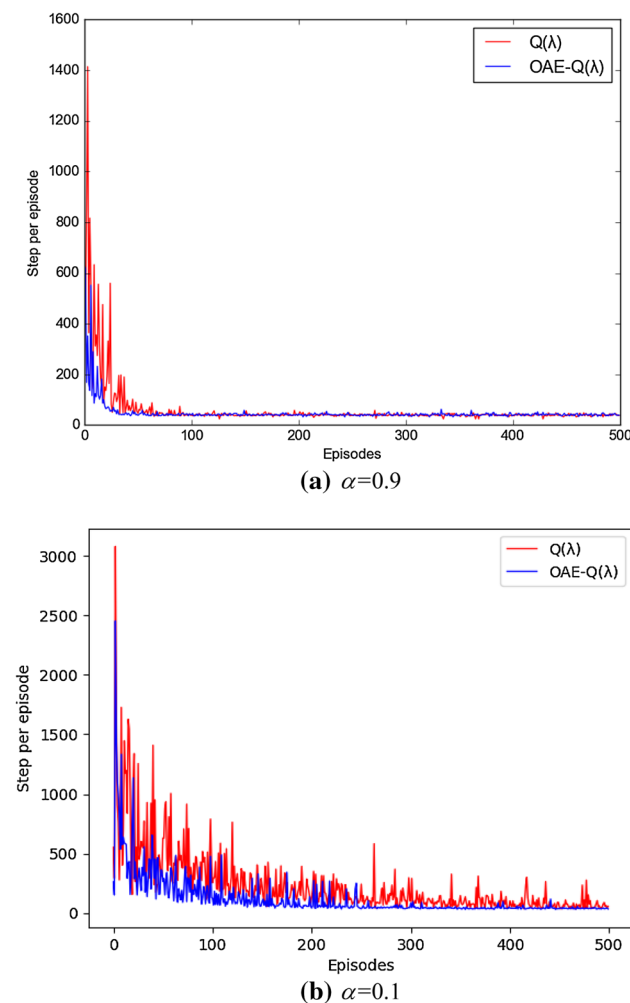 1600
1400
1200
1000
800
600
400
200
0
Step per episode
Q(λ)
OAE-Q(λ)
0 100 200 300 400 500
Episodes
(a) α=0.9
3000
2500
2000
1500
1000
500
0
Step per episode
Q(λ)
OAE-Q(λ)
0 100 200 300 400 500
Episodes
(b) α=0.1